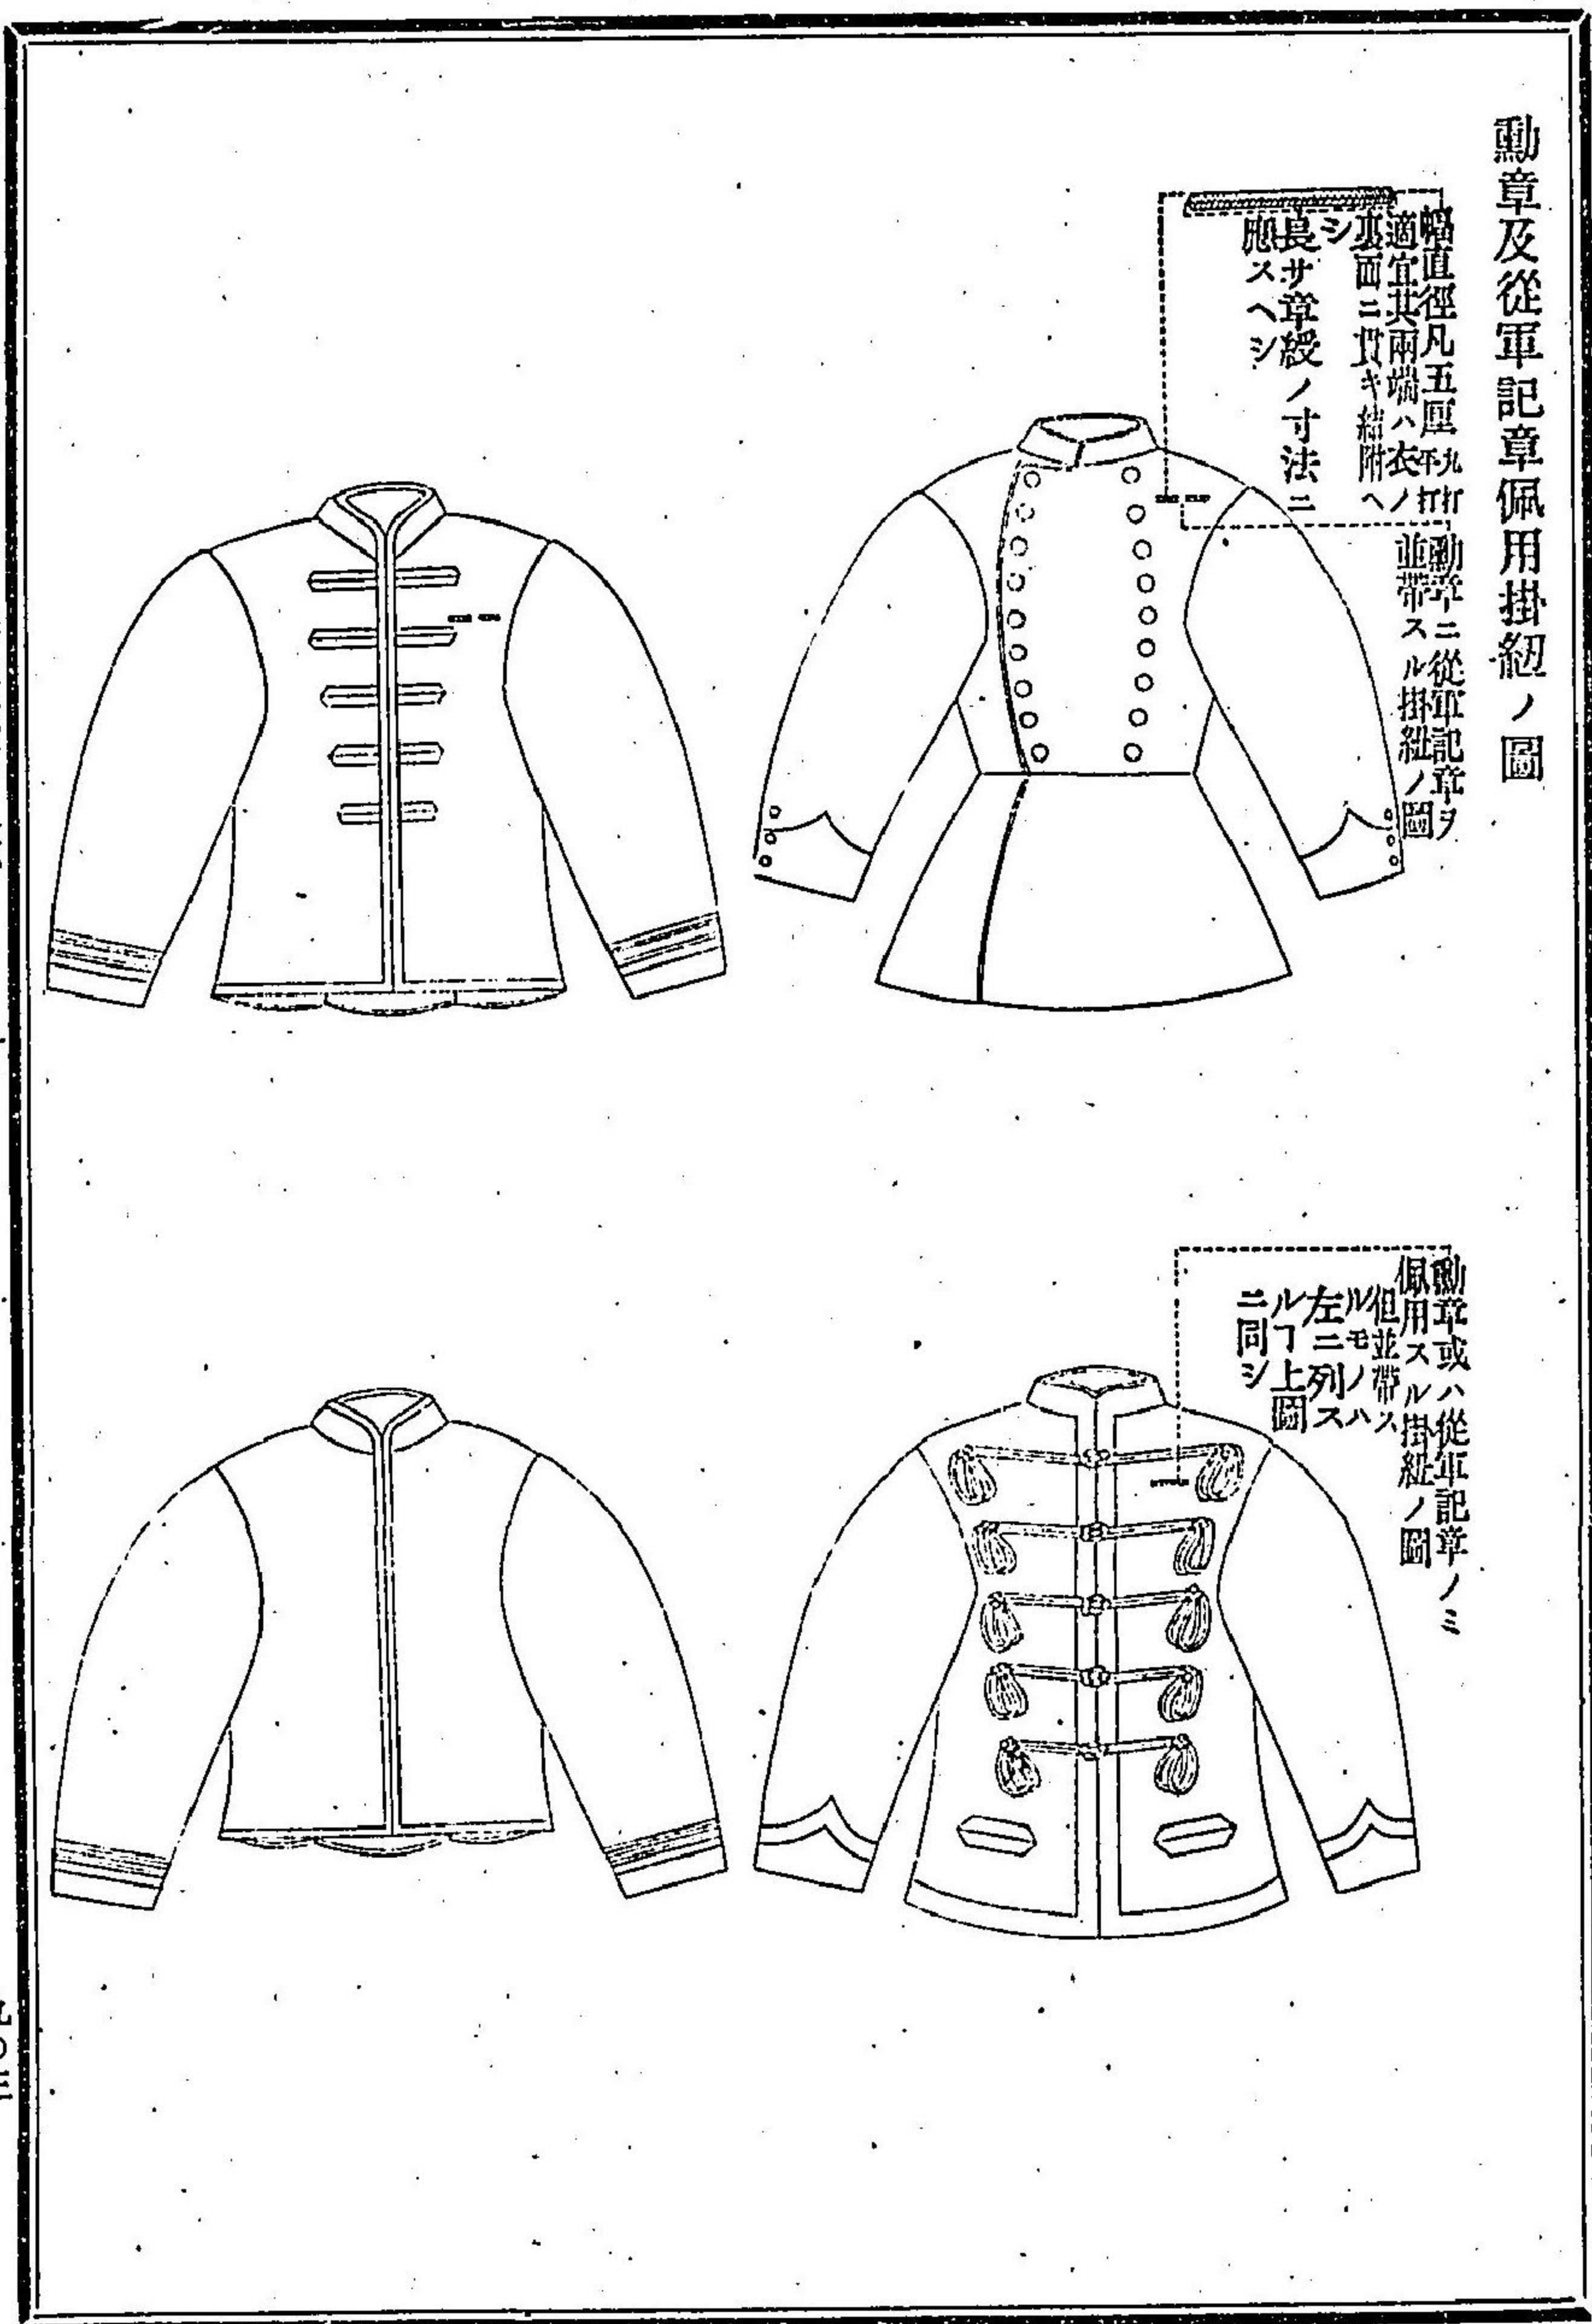 勳章及從軍記章佩用掛紐ノ圖
勳章ニ從軍記章ヲ
並帶スル掛紐ノ圖
幅直徑凡五厘丸打平打
適宜其兩端ハ衣ノ
裏面ニ貫キ結附ヘ
シ
長サ章綬ノ寸法ニ
應スヘシ
勳章或ハ從軍記章ノミ
佩用スル掛紐ノ圖
但並帶ス
ルモノハ
左ニ列ス
ルヿ上圖
ニ同シ